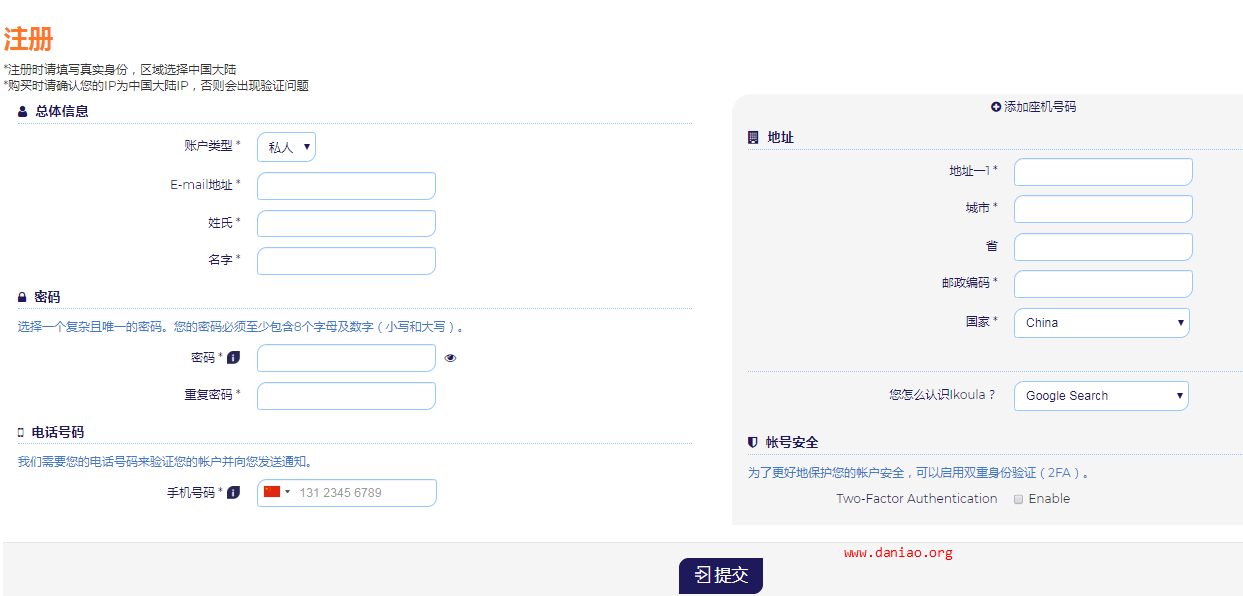 注册
*注册时请填写真实身份，区域选择中国大陆
*购买时请确认您的IP为中国大陆IP，否则会出现验证问题
总体信息
账户类型 *
私人
E-mail地址 *
姓氏 *
名字 *
密码
选择一个复杂且唯一的密码。您的密码必须至少包含8个字母及数字（小写和大写）。
密码 * i
重复密码 *
电话号码
我们需要您的电话号码来验证您的帐户并向您发送通知。
手机号码 * i
131 2345 6789
添加座机号码
地址
地址一1 *
城市 *
省
邮政编码 *
国家 *
China
您怎么认识Ikoula ?
Google Search
帐号安全
为了更好地保护您的帐户安全，可以启用双重身份验证（2FA）。
Two-Factor Authentication
Enable
www.daniao.org
提交